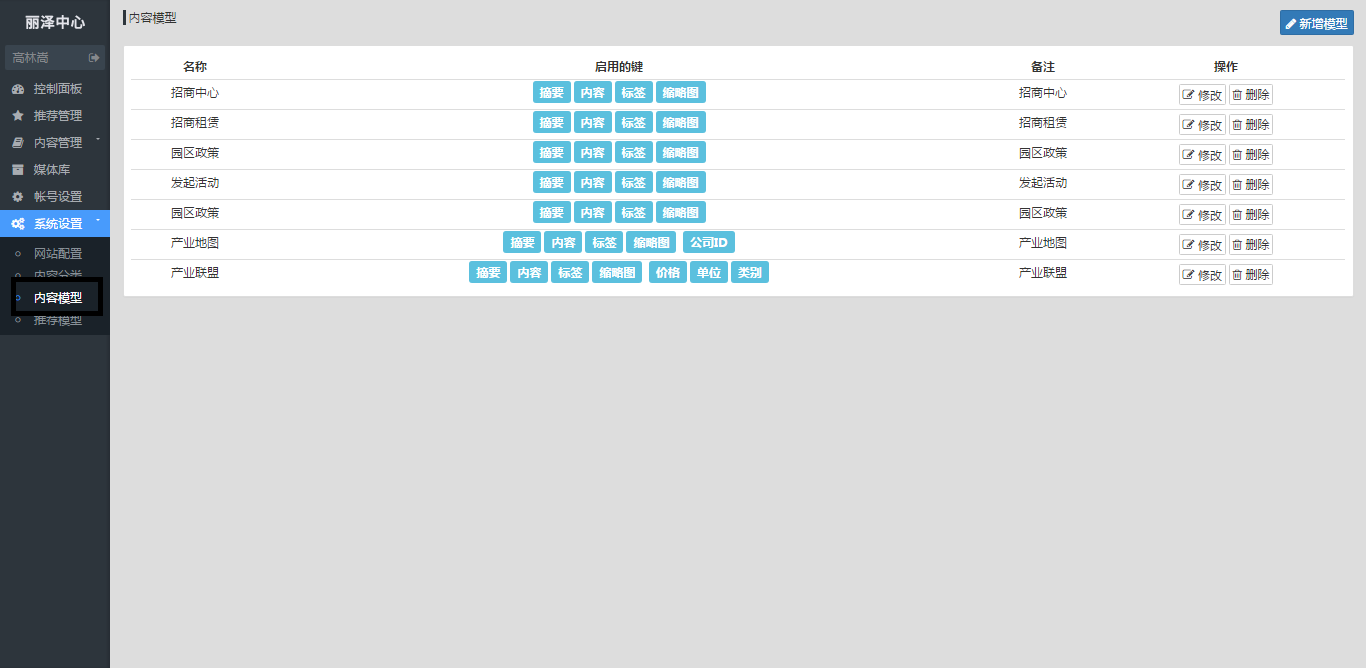 丽泽中心
高林篙
控制面板
推荐管理
内容管理
媒体库
帐号设置
系统设置
网站配置
内容分类
内容模型
推荐模型
内容模型
新增模型
名称 启用的键 备注 操作
招商中心 摘要 内容 标签 缩略图 招商中心 修改 删除
招商租赁 摘要 内容 标签 缩略图 招商租赁 修改 删除
园区政策 摘要 内容 标签 缩略图 园区政策 修改 删除
发起活动 摘要 内容 标签 缩略图 发起活动 修改 删除
园区政策 摘要 内容 标签 缩略图 园区政策 修改 删除
产业地图 摘要 内容 标签 缩略图 公司ID 产业地图 修改 删除
产业联盟 摘要 内容 标签 缩略图 价格 单位 类别 产业联盟 修改 删除